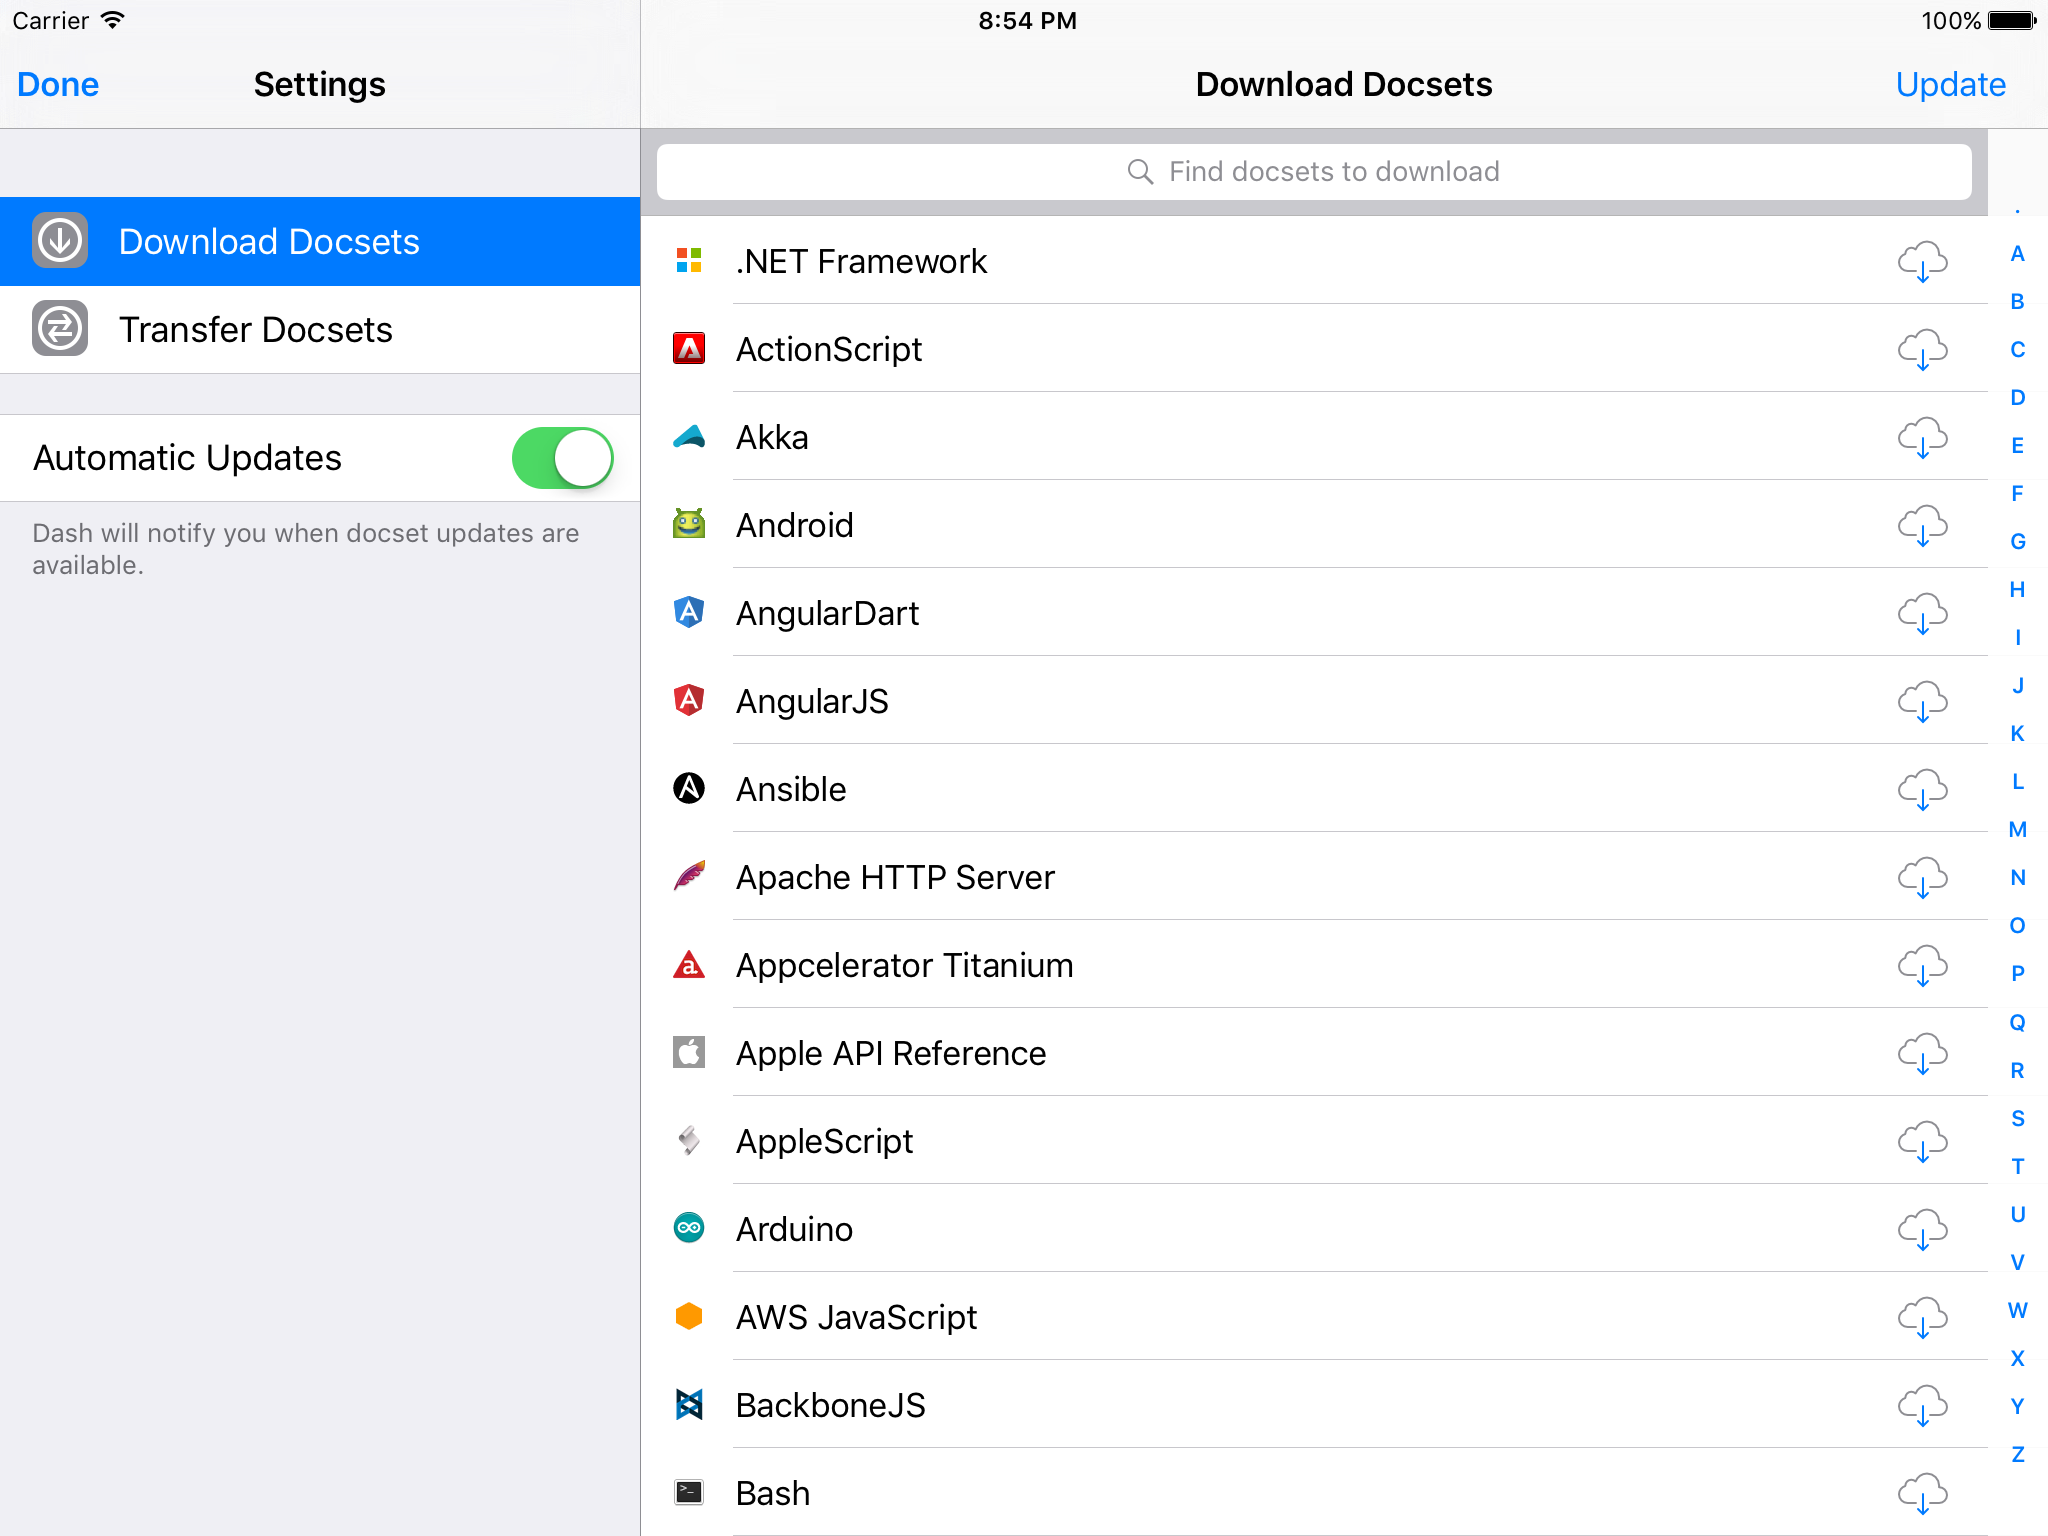 Carrier
8:54 PM
100%
Done
Settings
Download Docsets
Update
Download Docsets
Transfer Docsets
Automatic Updates
Dash will notify you when docset updates are
available.
Find docsets to download
.NET Framework
ActionScript
Akka
Android
AngularDart
AngularJS
Ansible
Apache HTTP Server
Appcelerator Titanium
Apple API Reference
AppleScript
Arduino
AWS JavaScript
BackboneJS
Bash
.
A
B
C
D
E
F
G
H
I
J
K
L
M
N
O
P
Q
R
S
T
U
V
W
X
Y
Z